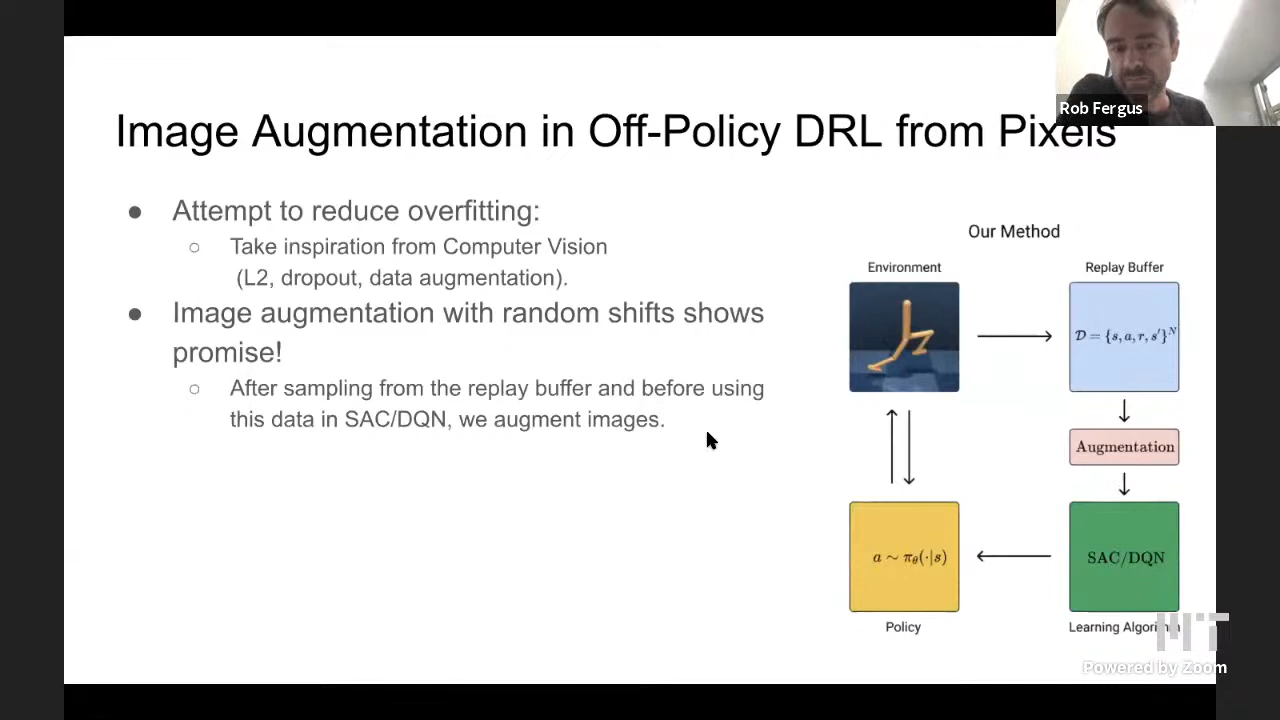 Rob Fergus
Image Augmentation in Off-Policy DRL from Pixels
● Attempt to reduce overfitting:
○ Take inspiration from Computer Vision
(L2, dropout, data augmentation).
● Image augmentation with random shifts shows
promise!
○ After sampling from the replay buffer and before using
this data in SAC/DQN, we augment images.
Our Method
Environment
Replay Buffer
𝒟 = {s, a, r, s′}ᴺ
Augmentation
SAC/DQN
Learning Algorithm
a ∼ π_θ(·|s)
Policy
MIT
Powered by Zoom